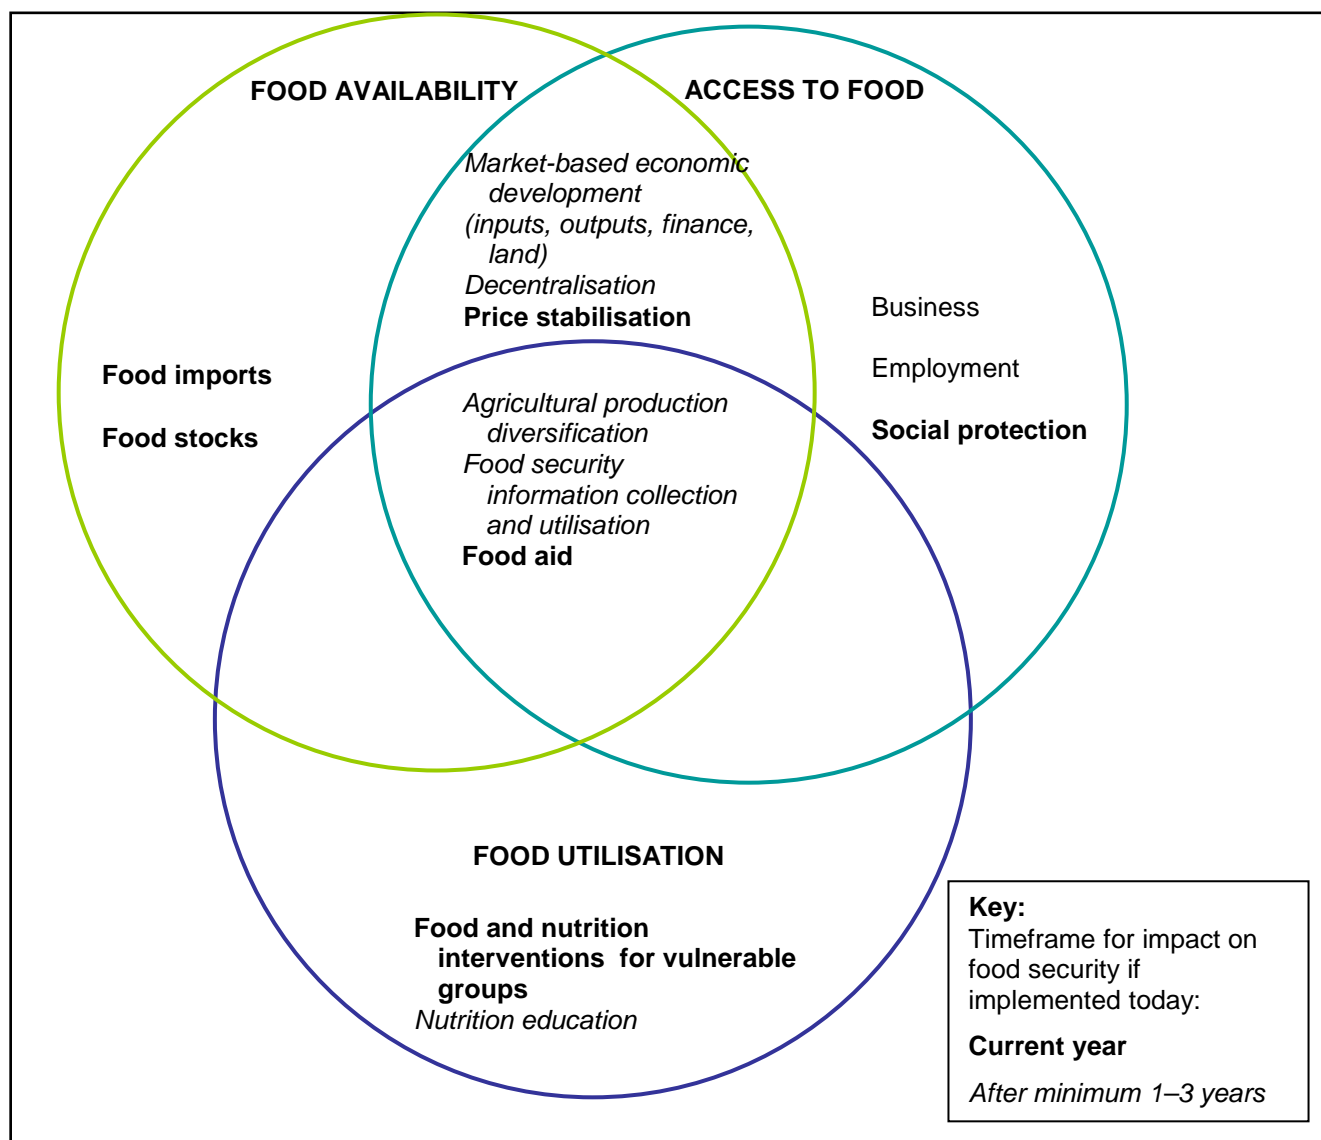 FOOD AVAILABILITY
ACCESS TO FOOD
Market-based economic
development
(inputs, outputs, finance,
land)
Decentralisation
Price stabilisation
Business
Employment
Social protection
Food imports
Food stocks
Agricultural production
diversification
Food security
information collection
and utilisation
Food aid
FOOD UTILISATION
Food and nutrition
interventions for vulnerable
groups
Nutrition education
Key:
Timeframe for impact on
food security if
implemented today:
Current year
After minimum 1–3 years